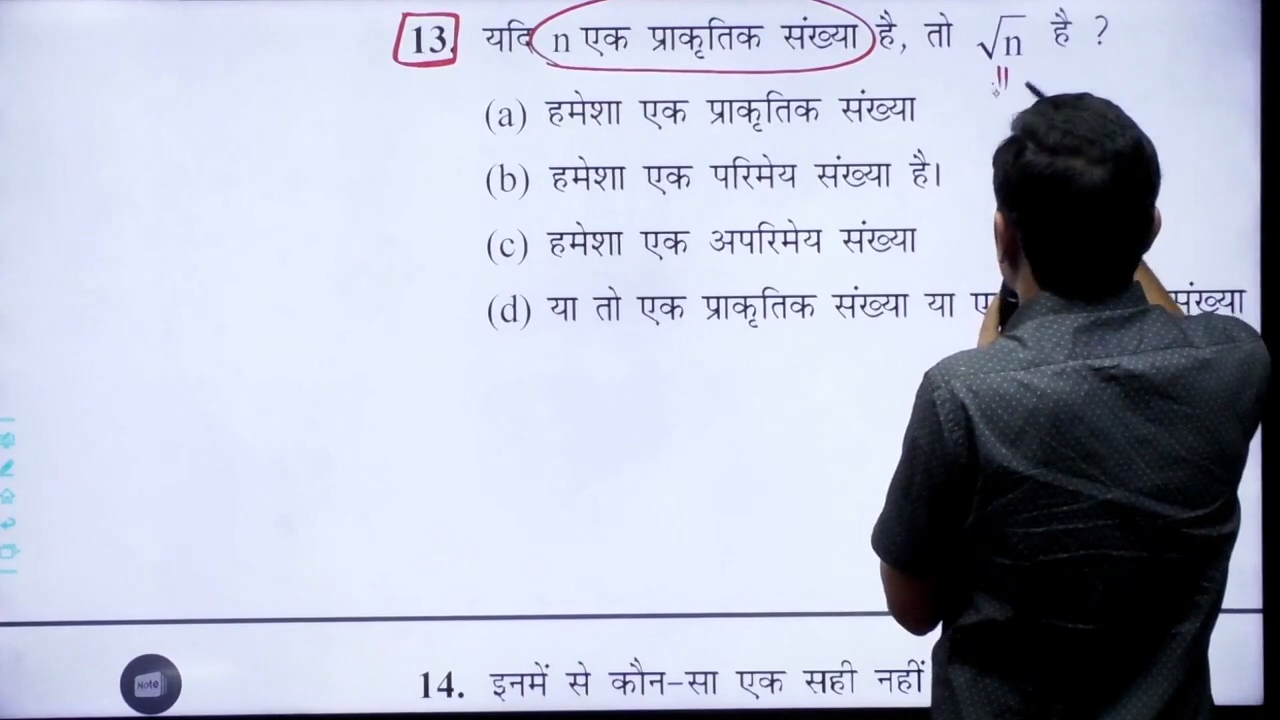 13. यदि n एक प्राकृतिक संख्या है, तो √n है ?
(a) हमेशा एक प्राकृतिक संख्या
(b) हमेशा एक परिमेय संख्या है।
(c) हमेशा एक अपरिमेय संख्या
(d) या तो एक प्राकृतिक संख्या या संख्या
Note
14. इनमें से कौन-सा एक सही नहीं